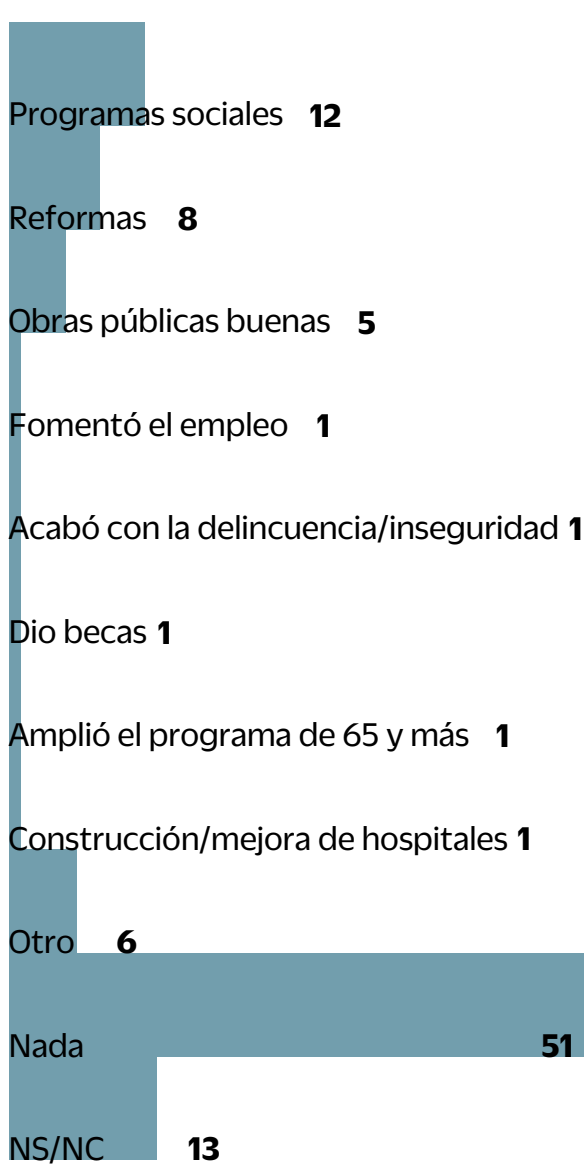 Programas sociales 12
Reformas 8
Obras públicas buenas 5
Fomentó el empleo 1
Acabó con la delincuencia/inseguridad 1
Dio becas 1
Amplió el programa de 65 y más 1
Construcción/mejora de hospitales 1
Otro 6
Nada 51
NS/NC 13